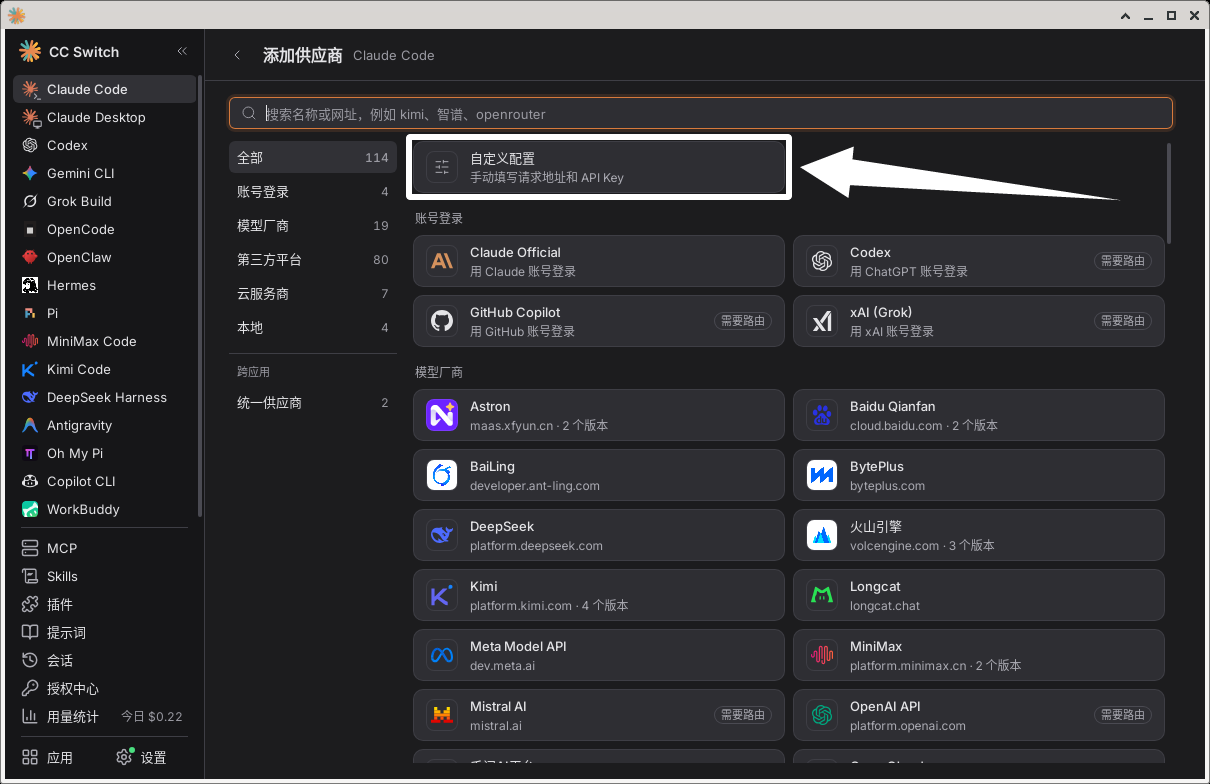 CC Switch
Claude Code
Claude Desktop
Codex
Gemini CLI
Grok Build
OpenCode
OpenClaw
Hermes
Pi
MiniMax Code
Kimi Code
DeepSeek Harness
Antigravity
Oh My Pi
Copilot CLI
WorkBuddy
MCP
Skills
插件
提示词
会话
授权中心
用量统计 今日 $0.22
应用 设置
添加供应商 Claude Code
搜索名称或网址，例如 kimi、智谱、openrouter
全部 114
账号登录 4
模型厂商 19
第三方平台 80
云服务商 7
本地 4
跨应用
统一供应商 2
自定义配置
手动填写请求地址和 API Key
账号登录
Claude Official
用 Claude 账号登录
Codex
用 ChatGPT 账号登录
需要路由
GitHub Copilot
用 GitHub 账号登录
需要路由
xAI (Grok)
用 xAI 账号登录
需要路由
模型厂商
Astron
maas.xfyun.cn · 2 个版本
Baidu Qianfan
cloud.baidu.com · 2 个版本
BaiLing
developer.ant-ling.com
BytePlus
byteplus.com
DeepSeek
platform.deepseek.com
火山引擎
volcengine.com · 3 个版本
Kimi
platform.kimi.com · 4 个版本
Longcat
longcat.chat
Meta Model API
dev.meta.ai
MiniMax
platform.minimax.cn · 2 个版本
Mistral AI
mistral.ai
需要路由
OpenAI API
platform.openai.com
需要路由